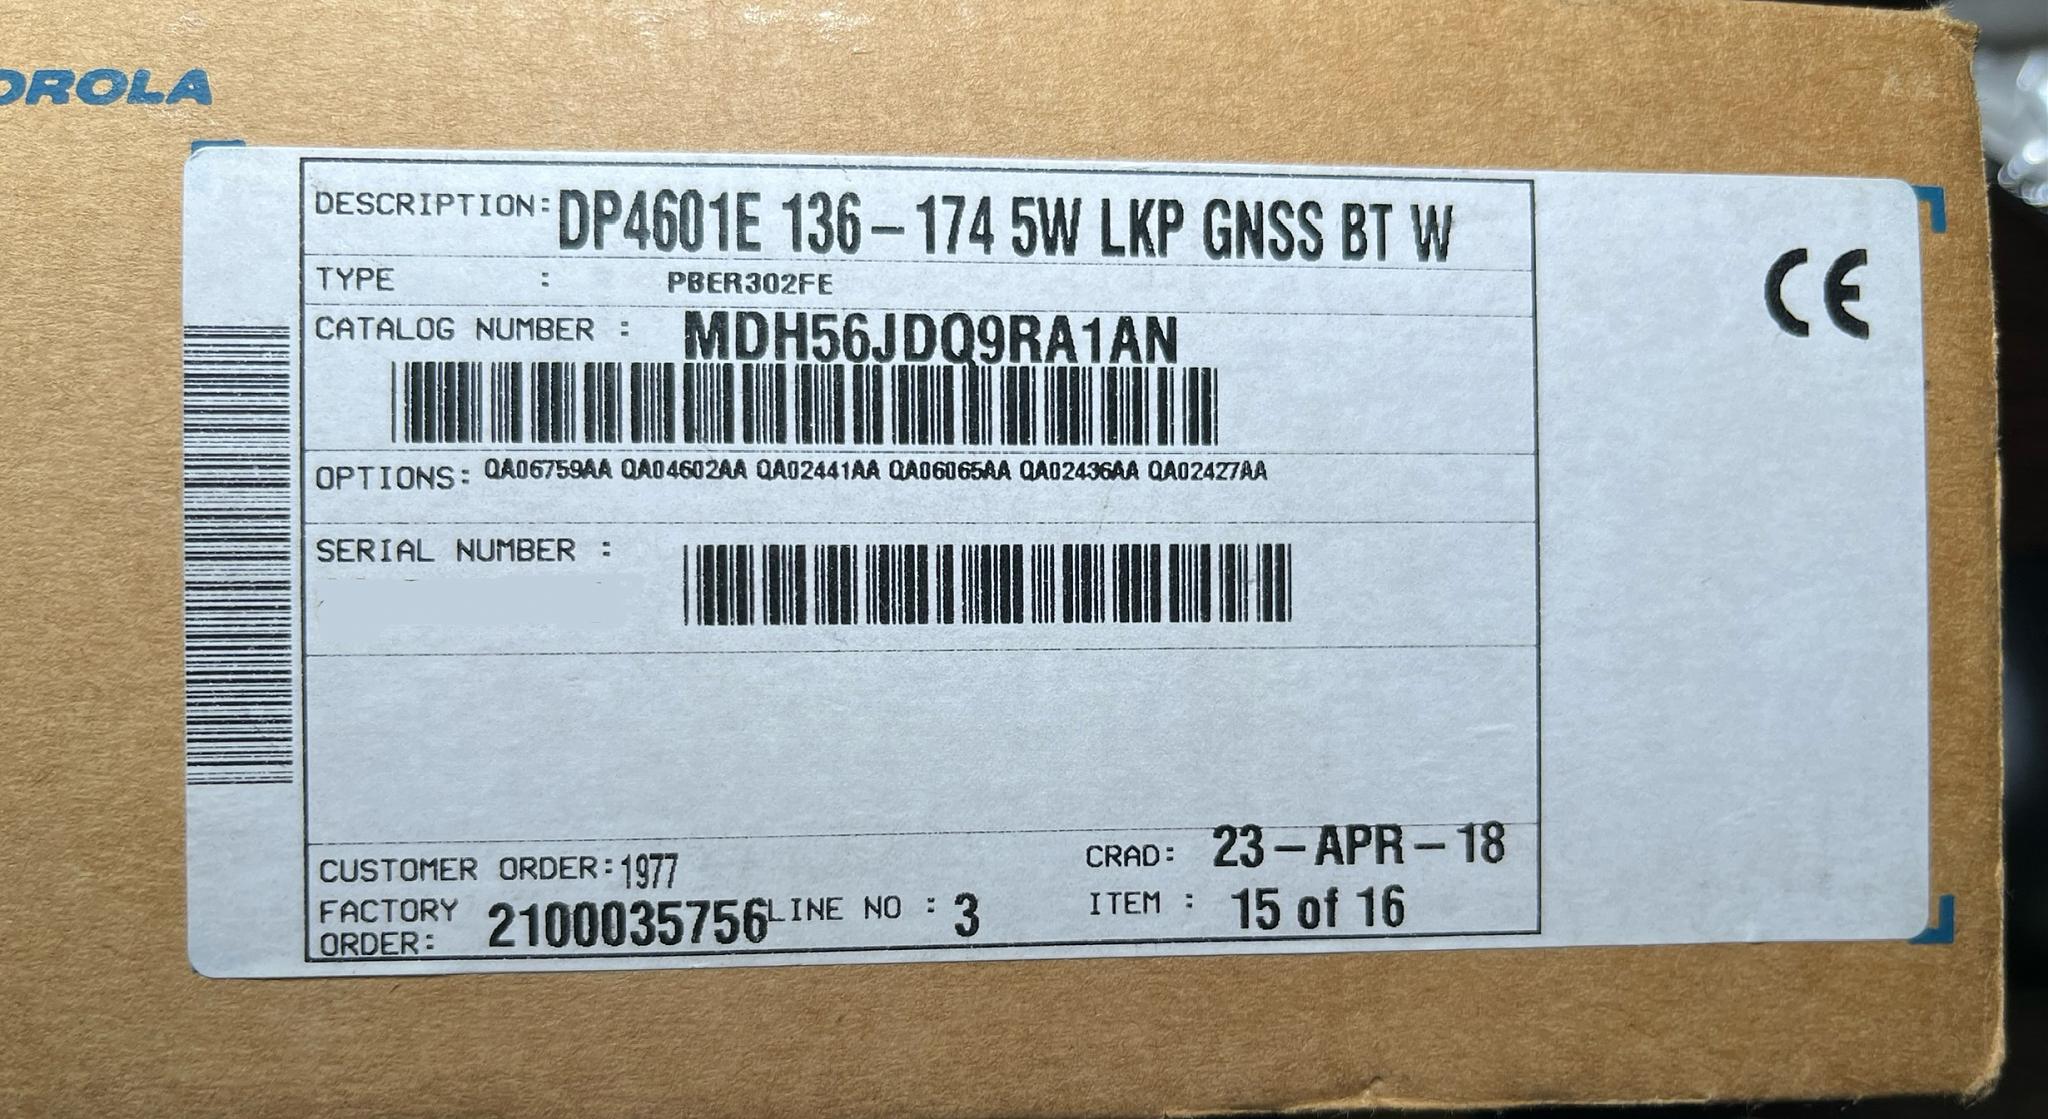 OROLA
DESCRIPTION: DP4601E 136-174 5W LKP GNSS BT W
TYPE : PBER302FE
CATALOG NUMBER : MDH56JDQ9RA1AN
OPTIONS: QA06759AA QA04602AA QA02441AA QA06065AA QA02436AA QA02427AA
SERIAL NUMBER :
CUSTOMER ORDER: 1977
CRAD: 23-APR-18
FACTORY ORDER: 2100035756 LINE NO : 3
ITEM : 15 of 16
CE